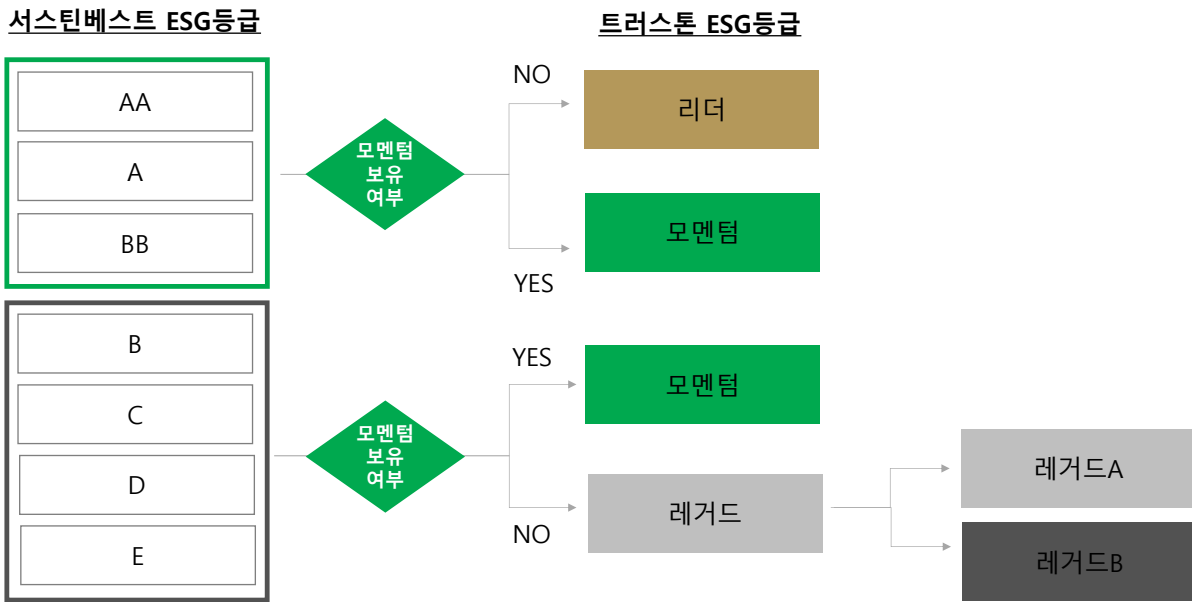 서스틴베스트 ESG등급
트러스톤 ESG등급
AA
A
BB
모멘텀
보유
여부
NO
리더
모멘텀
YES
B
C
D
E
모멘텀
보유
여부
YES
모멘텀
레거드
NO
레거드A
레거드B